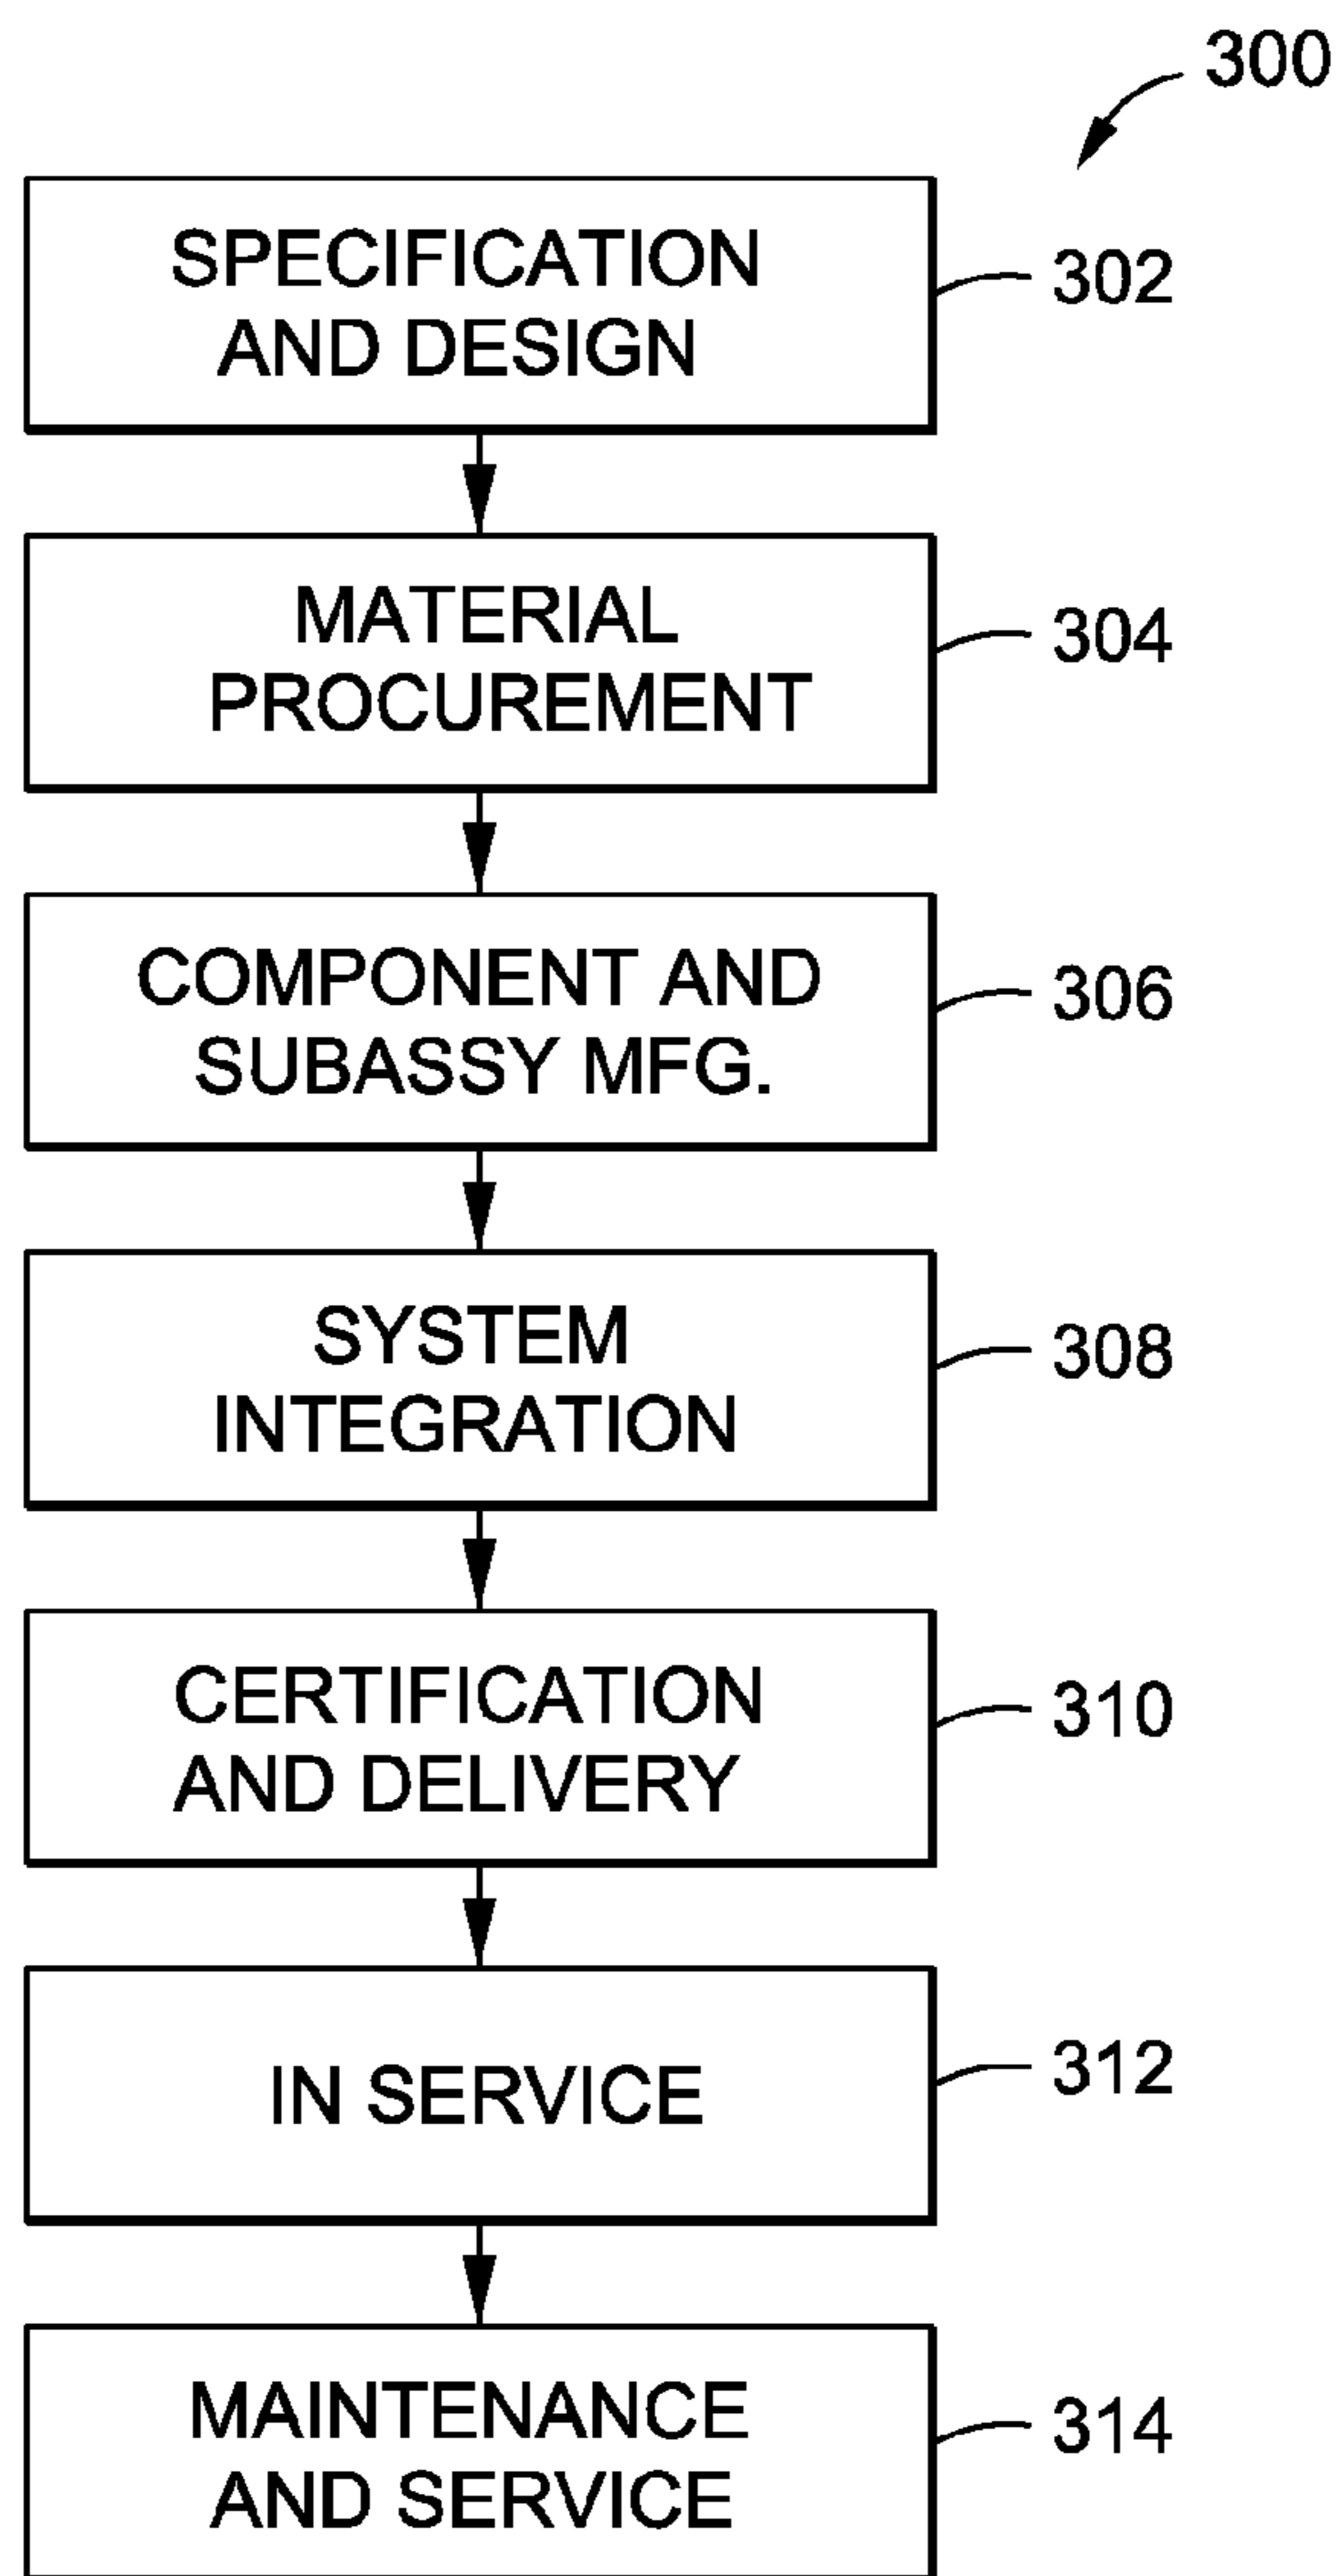 300
SPECIFICATION
AND DESIGN
302
MATERIAL
PROCUREMENT
304
COMPONENT AND
SUBASSY MFG.
306
SYSTEM
INTEGRATION
308
CERTIFICATION
AND DELIVERY
310
IN SERVICE
312
MAINTENANCE
AND SERVICE
314